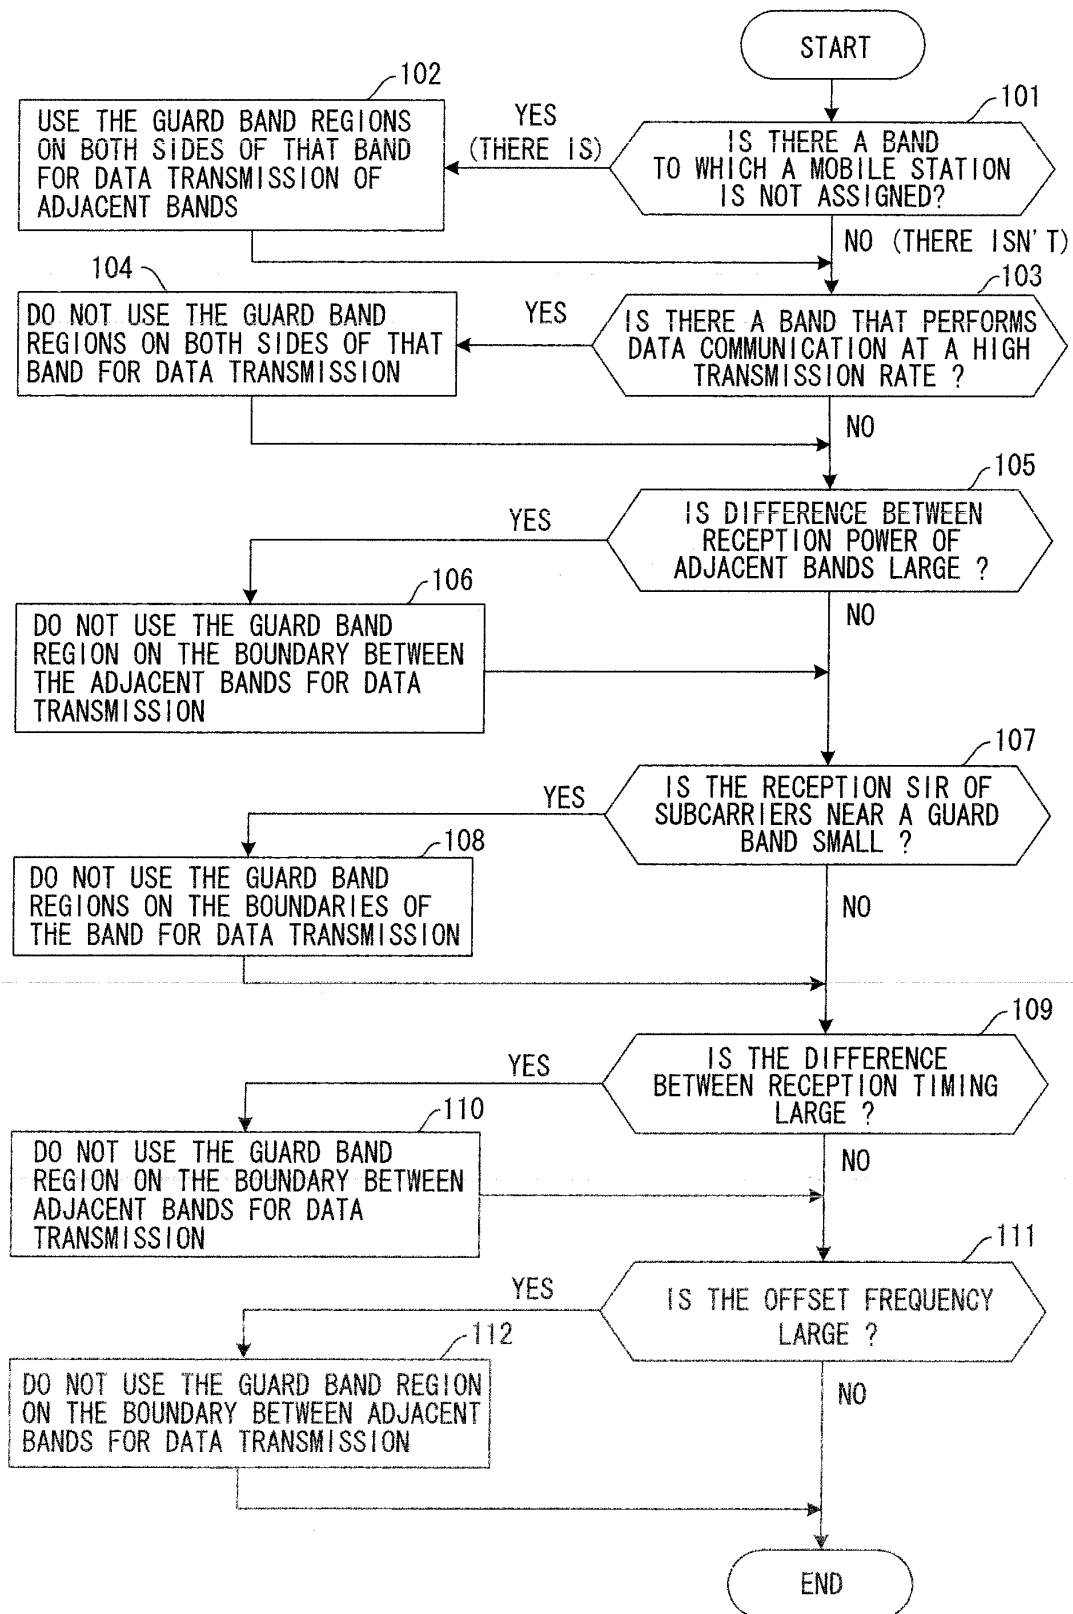 START
101
IS THERE A BAND
TO WHICH A MOBILE STATION
IS NOT ASSIGNED?
YES
(THERE IS)
102
USE THE GUARD BAND REGIONS
ON BOTH SIDES OF THAT BAND
FOR DATA TRANSMISSION OF
ADJACENT BANDS
NO (THERE ISN'T)
103
IS THERE A BAND THAT PERFORMS
DATA COMMUNICATION AT A HIGH
TRANSMISSION RATE ?
YES
104
DO NOT USE THE GUARD BAND
REGIONS ON BOTH SIDES OF THAT
BAND FOR DATA TRANSMISSION
NO
105
IS DIFFERENCE BETWEEN
RECEPTION POWER OF
ADJACENT BANDS LARGE ?
YES
106
DO NOT USE THE GUARD BAND
REGION ON THE BOUNDARY BETWEEN
THE ADJACENT BANDS FOR DATA
TRANSMISSION
NO
107
IS THE RECEPTION SIR OF
SUBCARRIERS NEAR A GUARD
BAND SMALL ?
YES
108
DO NOT USE THE GUARD BAND
REGIONS ON THE BOUNDARIES OF
THE BAND FOR DATA TRANSMISSION
NO
109
IS THE DIFFERENCE
BETWEEN RECEPTION TIMING
LARGE ?
YES
110
DO NOT USE THE GUARD BAND
REGION ON THE BOUNDARY BETWEEN
ADJACENT BANDS FOR DATA
TRANSMISSION
NO
111
IS THE OFFSET FREQUENCY
LARGE ?
YES
112
DO NOT USE THE GUARD BAND REGION
ON THE BOUNDARY BETWEEN ADJACENT
BANDS FOR DATA TRANSMISSION
NO
END